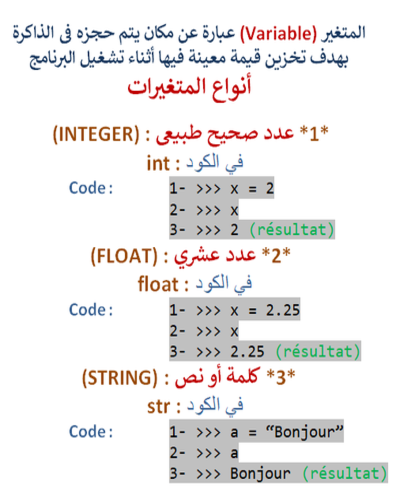 المتغير (Variable) عبارة عن مكان يتم حجزه فى الذاكرة
بهدف تخزين قيمة معينة فيها أثناء تشغيل البرنامج
أنواع المتغيرات
*1* عدد صحيح طبيعى : (INTEGER)
في الكود : int
Code : 1- >>> x = 2
2- >>> x
3- >>> 2 (résultat)
*2* عدد عشري : (FLOAT)
في الكود : float
Code : 1- >>> x = 2.25
2- >>> x
3- >>> 2.25 (résultat)
*3* كلمة أو نص : (STRING)
في الكود : str
Code : 1- >>> a = “Bonjour”
2- >>> a
3- >>> Bonjour (résultat)